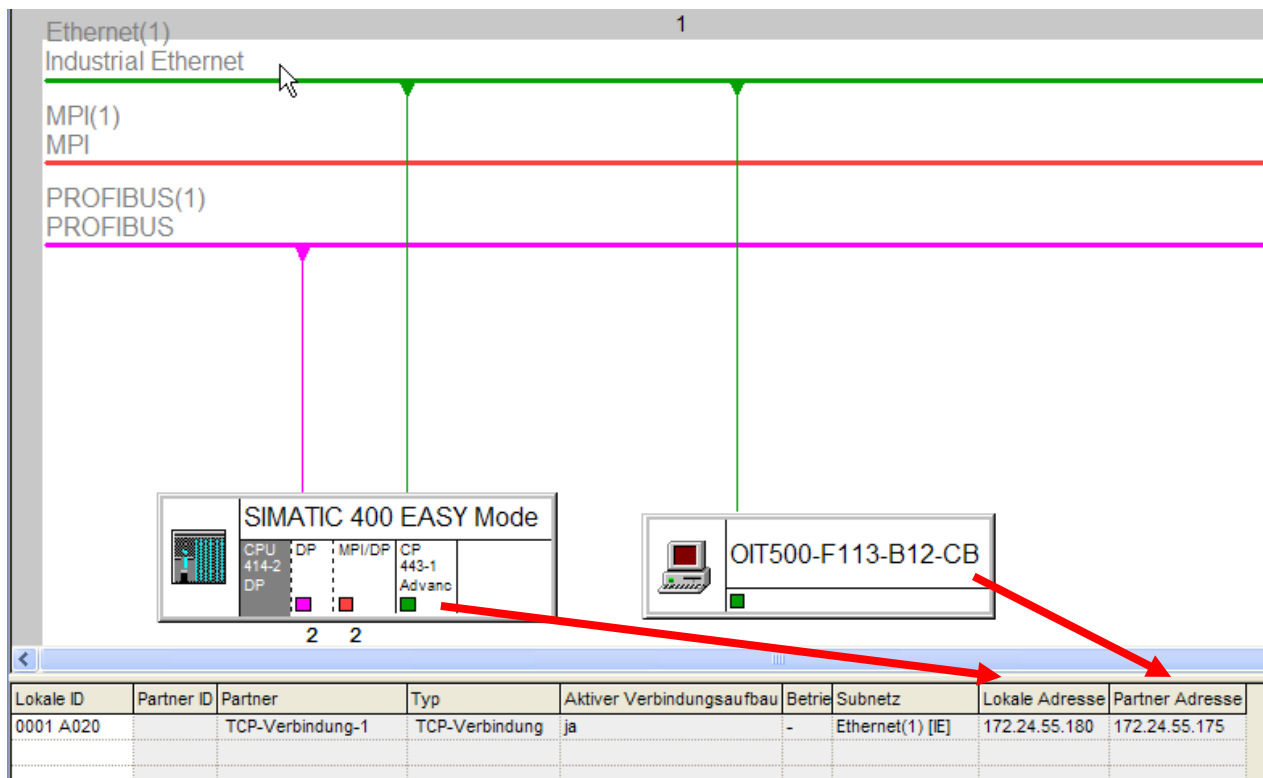 1
Ethernet(1)
Industrial Ethernet
MPI(1)
MPI
PROFIBUS(1)
PROFIBUS
SIMATIC 400 EASY Mode
CPU 414-2 DP
DP
MPI/DP
CP 443-1 Advanc
2 2
OIT500-F113-B12-CB
Lokale ID Partner ID Partner Typ Aktiver Verbindungsaufbau Betrie Subnetz Lokale Adresse Partner Adresse
0001 A020 TCP-Verbindung-1 TCP-Verbindung ja - Ethernet(1) [IE] 172.24.55.180 172.24.55.175